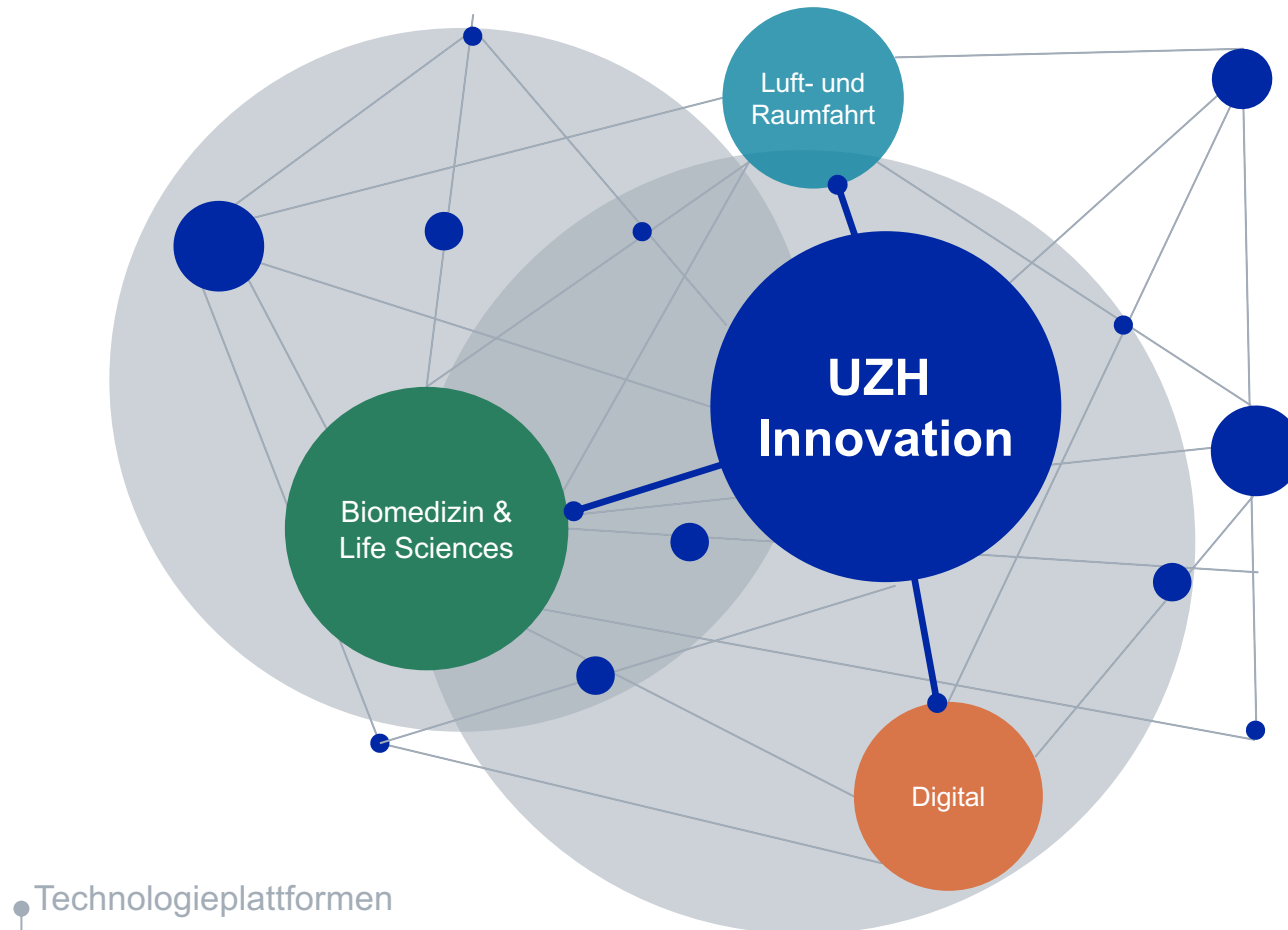 Luft- und
Raumfahrt
UZH
Innovation
Biomedizin &
Life Sciences
Digital
Technologieplattformen